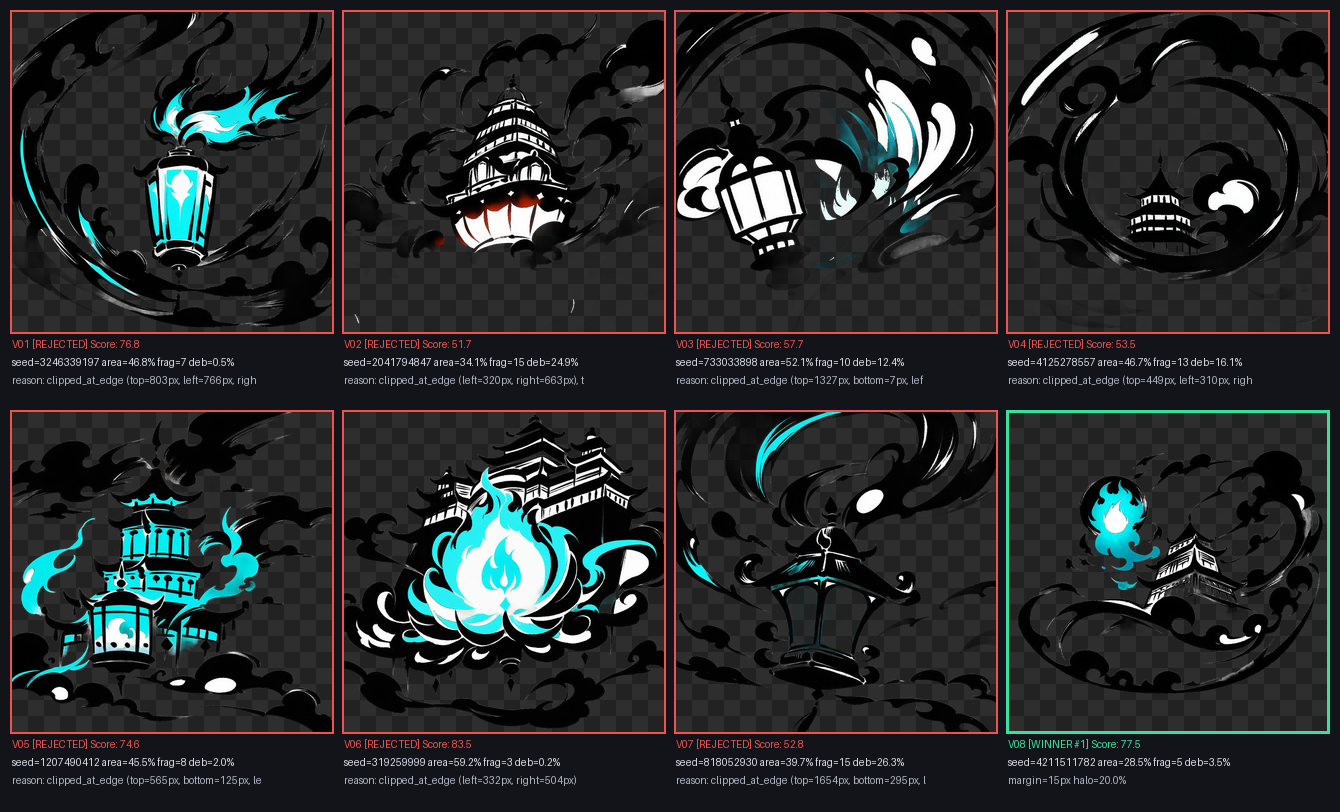 V01 [REJECTED] Score: 76.8
seed=3246339197 area=46.8% frag=7 deb=0.5%
reason: clipped_at_edge (top=803px, left=766px, righ
V02 [REJECTED] Score: 51.7
seed=2041794847 area=34.1% frag=15 deb=24.9%
reason: clipped_at_edge (left=320px, right=663px), t
V03 [REJECTED] Score: 57.7
seed=733033898 area=52.1% frag=10 deb=12.4%
reason: clipped_at_edge (top=1327px, bottom=7px, lef
V04 [REJECTED] Score: 53.5
seed=4125278557 area=46.7% frag=13 deb=16.1%
reason: clipped_at_edge (top=449px, left=310px, righ
V05 [REJECTED] Score: 74.6
seed=1207490412 area=45.5% frag=8 deb=2.0%
reason: clipped_at_edge (top=565px, bottom=125px, le
V06 [REJECTED] Score: 83.5
seed=319259999 area=59.2% frag=3 deb=0.2%
reason: clipped_at_edge (left=332px, right=504px)
V07 [REJECTED] Score: 52.8
seed=818052930 area=39.7% frag=15 deb=26.3%
reason: clipped_at_edge (top=1654px, bottom=295px, l
V08 [WINNER #1] Score: 77.5
seed=4211511782 area=28.5% frag=5 deb=3.5%
margin=15px halo=20.0%